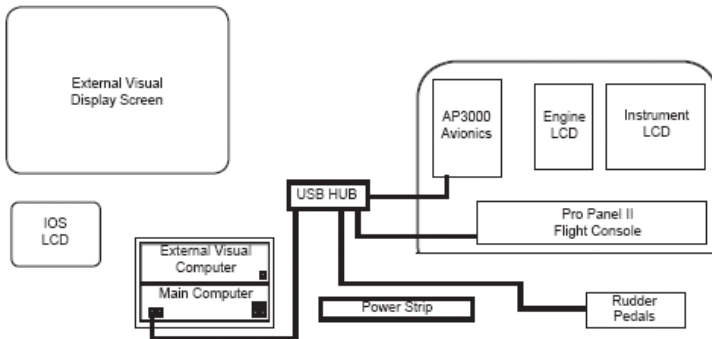 External Visual
Display Screen
AP3000
Avionics
Engine
LCD
Instrument
LCD
USB HUB
IOS
LCD
Pro Panel II
Flight Console
External Visual
Computer
Main Computer
Power Strip
Rudder
Pedals